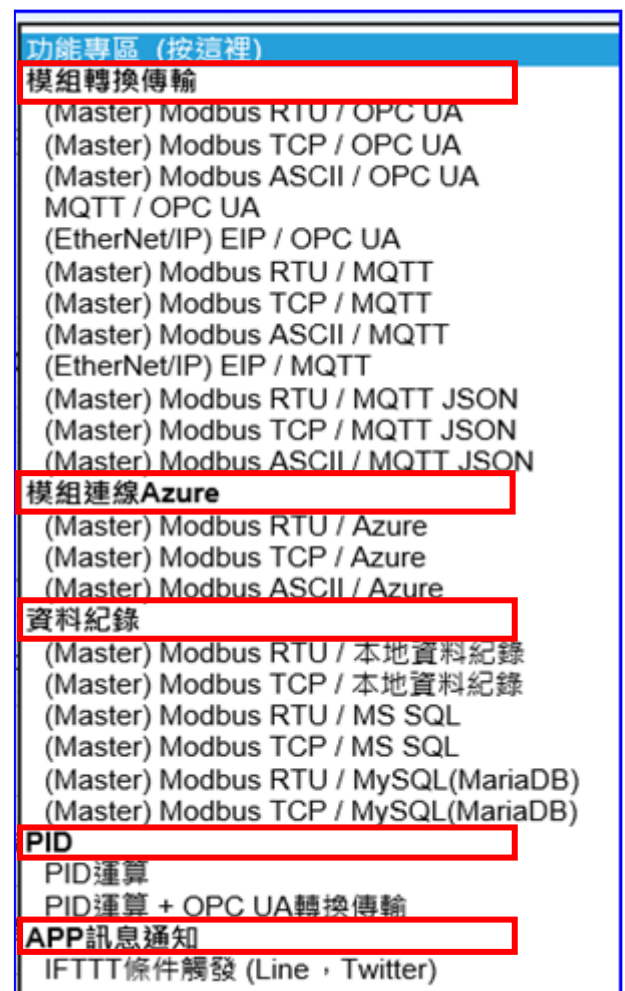 功能專區 (按這裡)
模組轉換傳輸
(Master) Modbus RTU / OPC UA
(Master) Modbus TCP / OPC UA
(Master) Modbus ASCII / OPC UA
MQTT / OPC UA
(EtherNet/IP) EIP / OPC UA
(Master) Modbus RTU / MQTT
(Master) Modbus TCP / MQTT
(Master) Modbus ASCII / MQTT
(EtherNet/IP) EIP / MQTT
(Master) Modbus RTU / MQTT JSON
(Master) Modbus TCP / MQTT JSON
(Master) Modbus ASCII / MQTT JSON
模組連線Azure
(Master) Modbus RTU / Azure
(Master) Modbus TCP / Azure
(Master) Modbus ASCII / Azure
資料紀錄
(Master) Modbus RTU / 本地資料紀錄
(Master) Modbus TCP / 本地資料紀錄
(Master) Modbus RTU / MS SQL
(Master) Modbus TCP / MS SQL
(Master) Modbus RTU / MySQL(MariaDB)
(Master) Modbus TCP / MySQL(MariaDB)
PID
PID運算
PID運算 + OPC UA轉換傳輸
APP訊息通知
IFTTT條件觸發 (Line，Twitter)